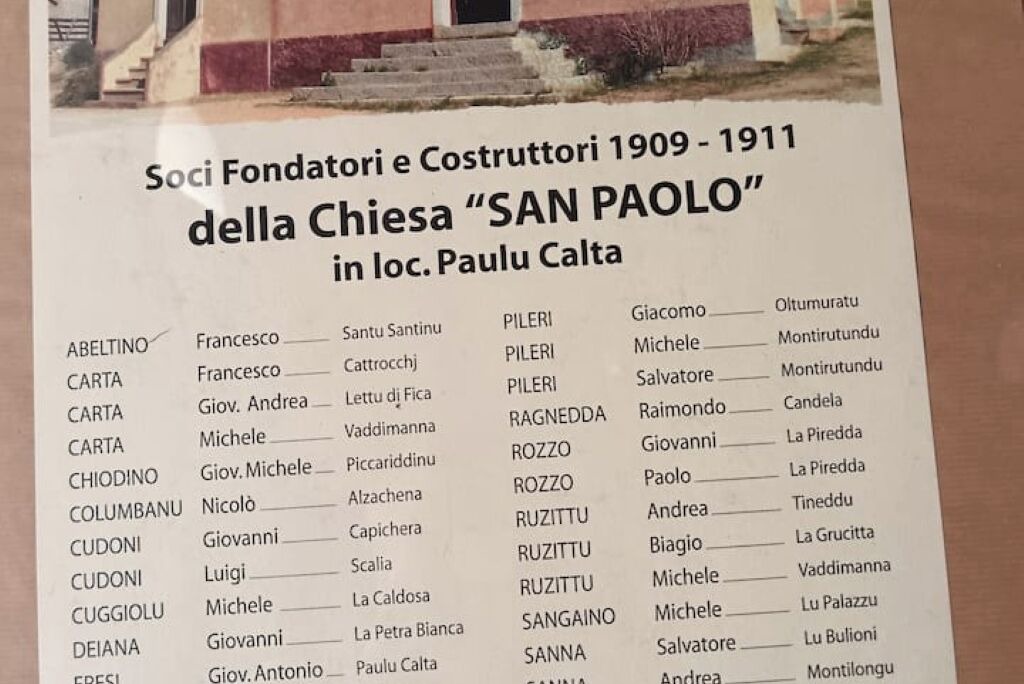 Soci Fondatori e Costruttori 1909 - 1911
della Chiesa “SAN PAOLO”
in loc. Paulu Calta
ABELTINO Francesco Santu Santinu
CARTA Francesco Cattrocchj
CARTA Giov. Andrea Lettu di Fica
CARTA Michele Vaddimanna
CHIODINO Giov. Michele Piccariddinu
COLUMBANU Nicolò Alzachena
CUDONI Giovanni Capichera
CUDONI Luigi Scalia
CUGGIOLU Michele La Caldosa
DEIANA Giovanni La Petra Bianca
FRESI Giov. Antonio Paulu Calta
PILERI Giacomo Oltumuratu
PILERI Michele Montirutundu
PILERI Salvatore Montirutundu
RAGNEDDA Raimondo Candela
ROZZO Giovanni La Piredda
ROZZO Paolo La Piredda
RUZITTU Andrea Tineddu
RUZITTU Biagio La Grucitta
RUZITTU Michele Vaddimanna
SANGAINO Michele Lu Palazzu
SANNA Salvatore Lu Bulioni
SANNA Andrea Montilongu